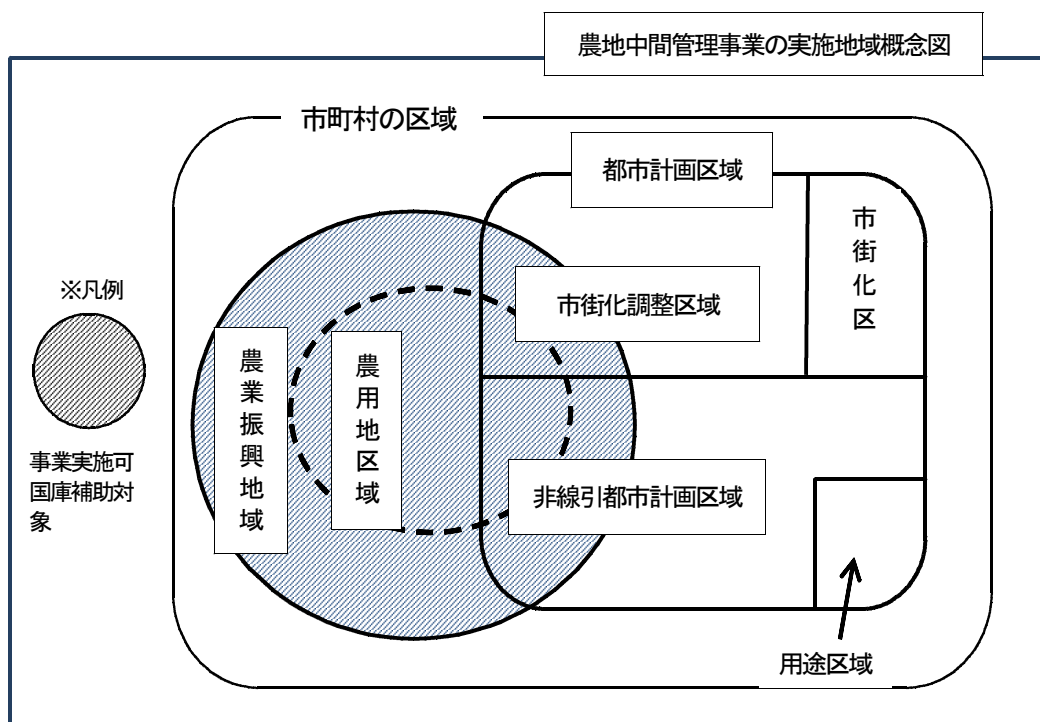 農地中間管理事業の実施地域概念図
市町村の区域
都市計画区域
市街化区
※凡例
市街化調整区域
農業振興地域
農用地区域
事業実施可
国庫補助対
象
非線引都市計画区域
用途区域